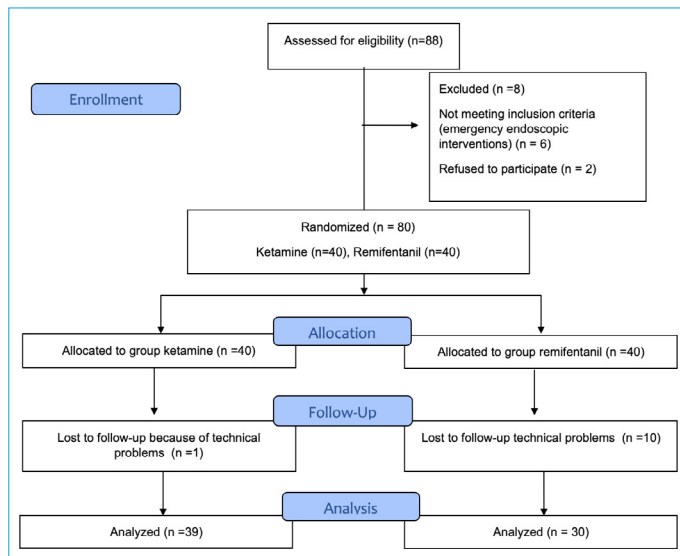 Assessed for eligibility (n=88)
Enrollment
Excluded (n =8)
Not meeting inclusion criteria
(emergency endoscopic
interventions) (n = 6)
Refused to participate (n = 2)
Randomized (n = 80)
Ketamine (n=40), Remifentanil (n=40)
Allocation
Allocated to group ketamine (n =40)
Allocated to group remifentanil (n =40)
Follow-Up
Lost to follow-up because of technical
problems (n =1)
Lost to follow-up technical problems (n =10)
Analysis
Analyzed (n =39)
Analyzed (n = 30)